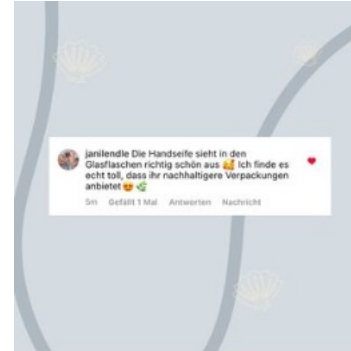 janilendle Die Handseife sieht in den
Glasflaschen richtig schön aus 🥰 Ich finde es
echt toll, dass ihr nachhaltigere Verpackungen
anbietet 😍 🌿
5m Gefällt 1 Mal Antworten Nachricht